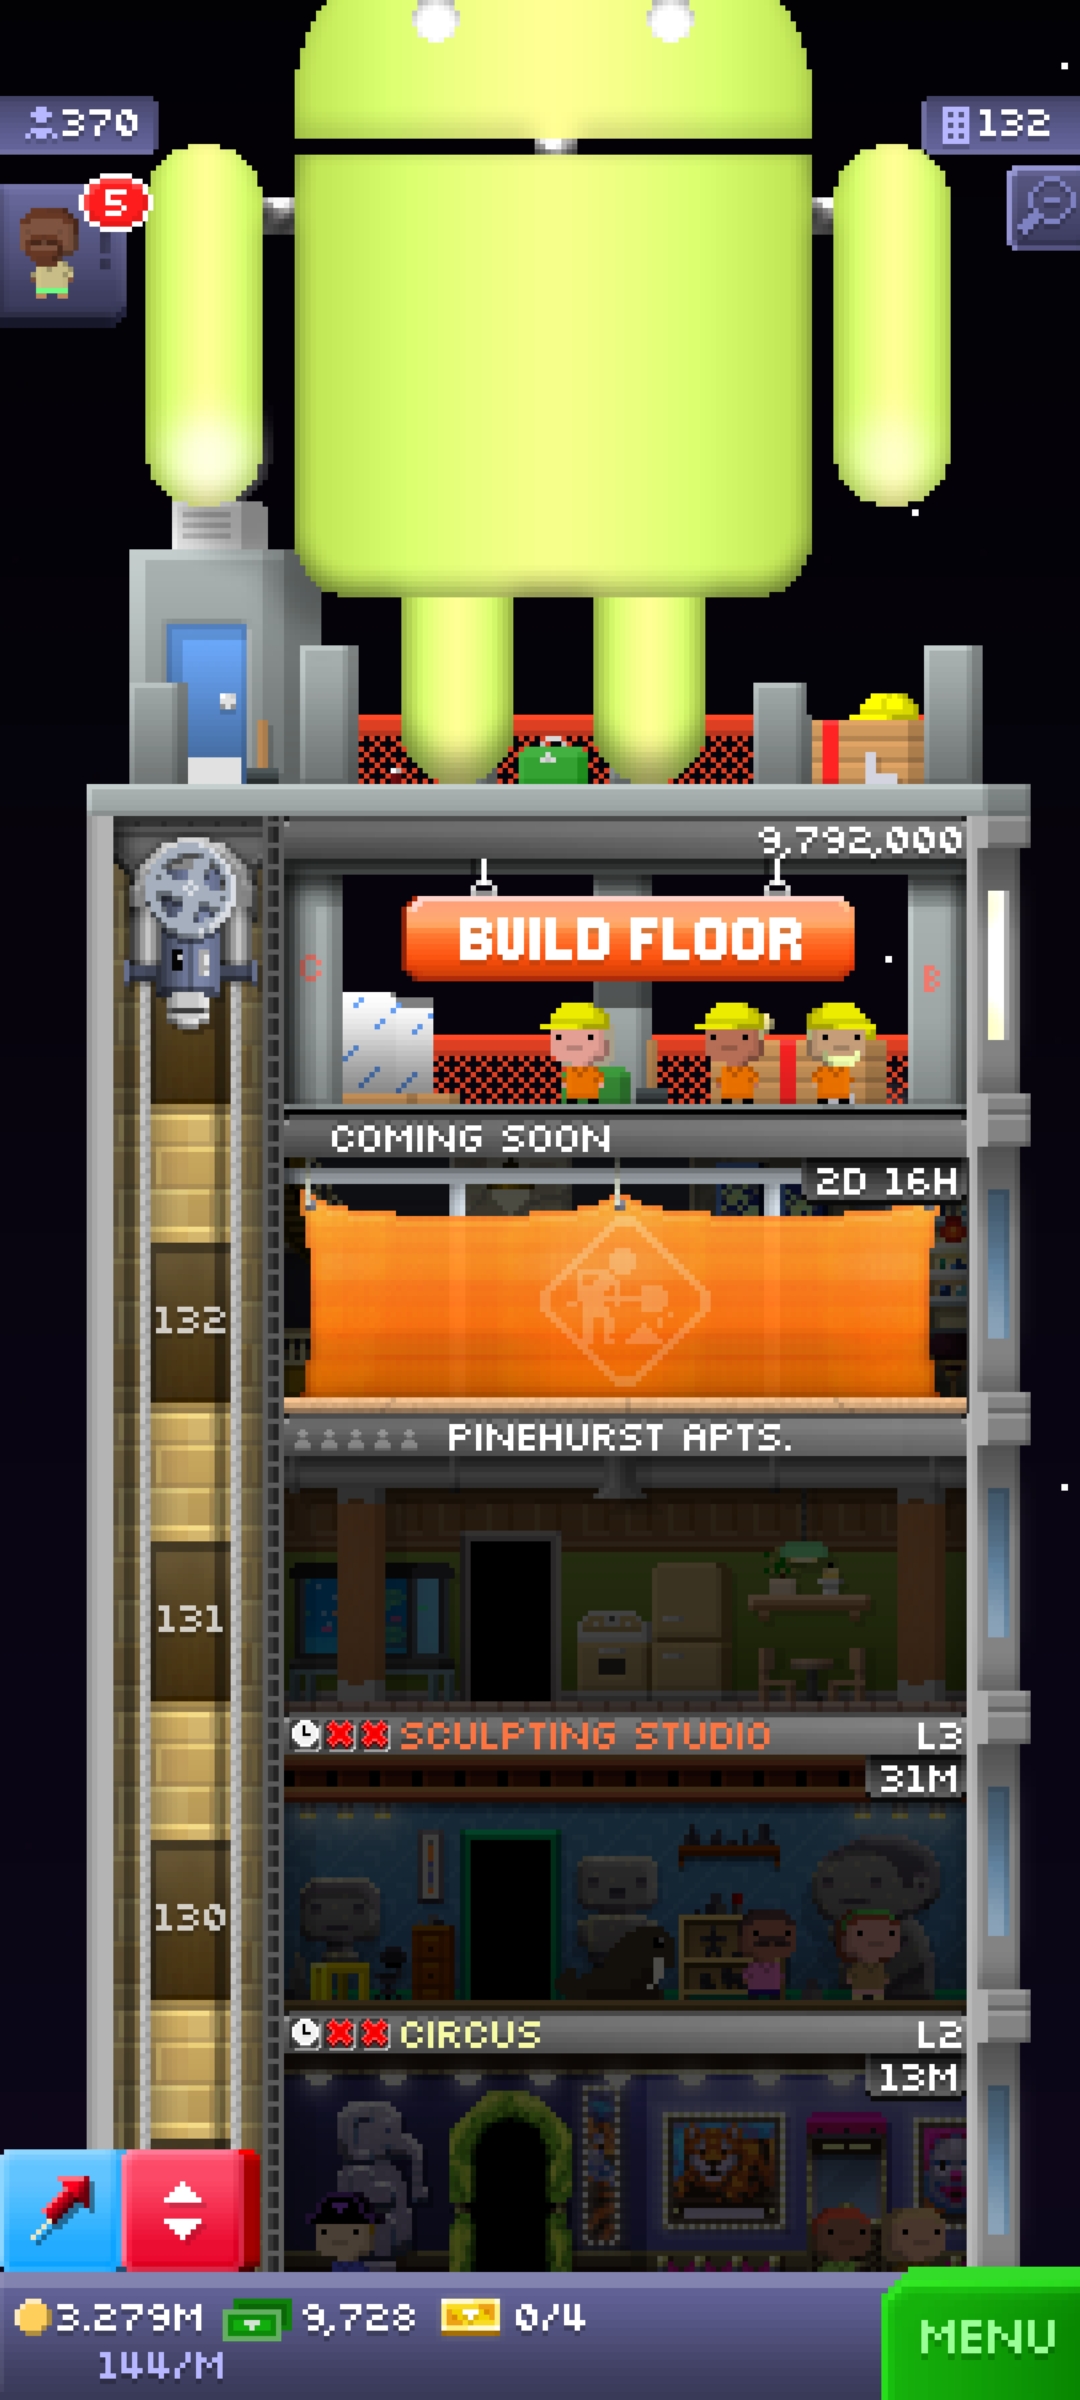 370
132
5
9,792,000
BUILD FLOOR
C
B
COMING SOON
2D 16H
132
PINEHURST APTS.
131
SCULPTING STUDIO L3
31M
130
CIRCUS L2
13M
3.279M 9,728 0/4
144/M
MENU